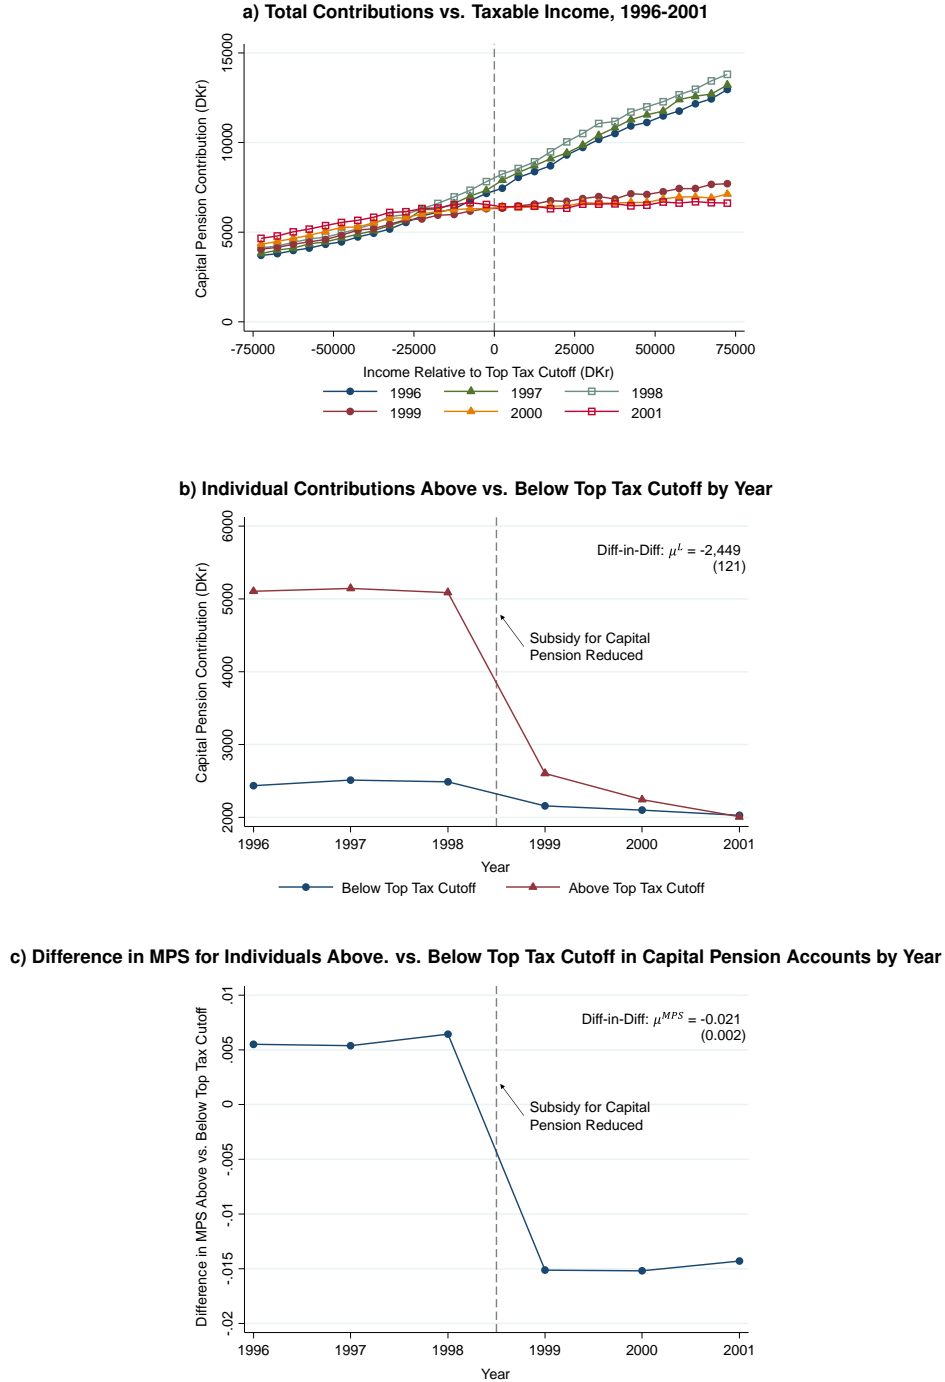 a) Total Contributions vs. Taxable Income, 1996-2001
Capital Pension Contribution (DKr)
15000
10000
5000
0
-75000 -50000 -25000 0 25000 50000 75000
Income Relative to Top Tax Cutoff (DKr)
1996 1997 1998
1999 2000 2001
b) Individual Contributions Above vs. Below Top Tax Cutoff by Year
Capital Pension Contribution (DKr)
6000
5000
4000
3000
2000
Diff-in-Diff: μ^L = -2,449
(121)
Subsidy for Capital
Pension Reduced
1996 1997 1998 1999 2000 2001
Year
Below Top Tax Cutoff Above Top Tax Cutoff
c) Difference in MPS for Individuals Above. vs. Below Top Tax Cutoff in Capital Pension Accounts by Year
Difference in MPS Above vs. Below Top Tax Cutoff
.01
.005
0
-.005
-.01
-.015
-.02
Diff-in-Diff: μ^MPS = -0.021
(0.002)
Subsidy for Capital
Pension Reduced
1996 1997 1998 1999 2000 2001
Year